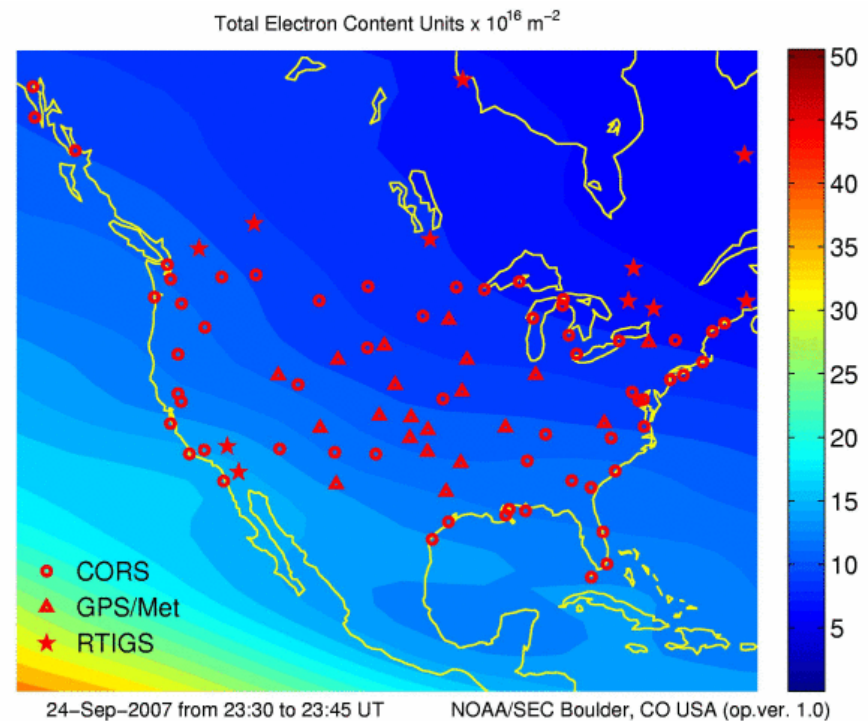 Total Electron Content Units x 10^16 m^−2
50
45
40
35
30
25
20
15
10
5
CORS
GPS/Met
RTIGS
24−Sep−2007 from 23:30 to 23:45 UT
NOAA/SEC Boulder, CO USA (op.ver. 1.0)